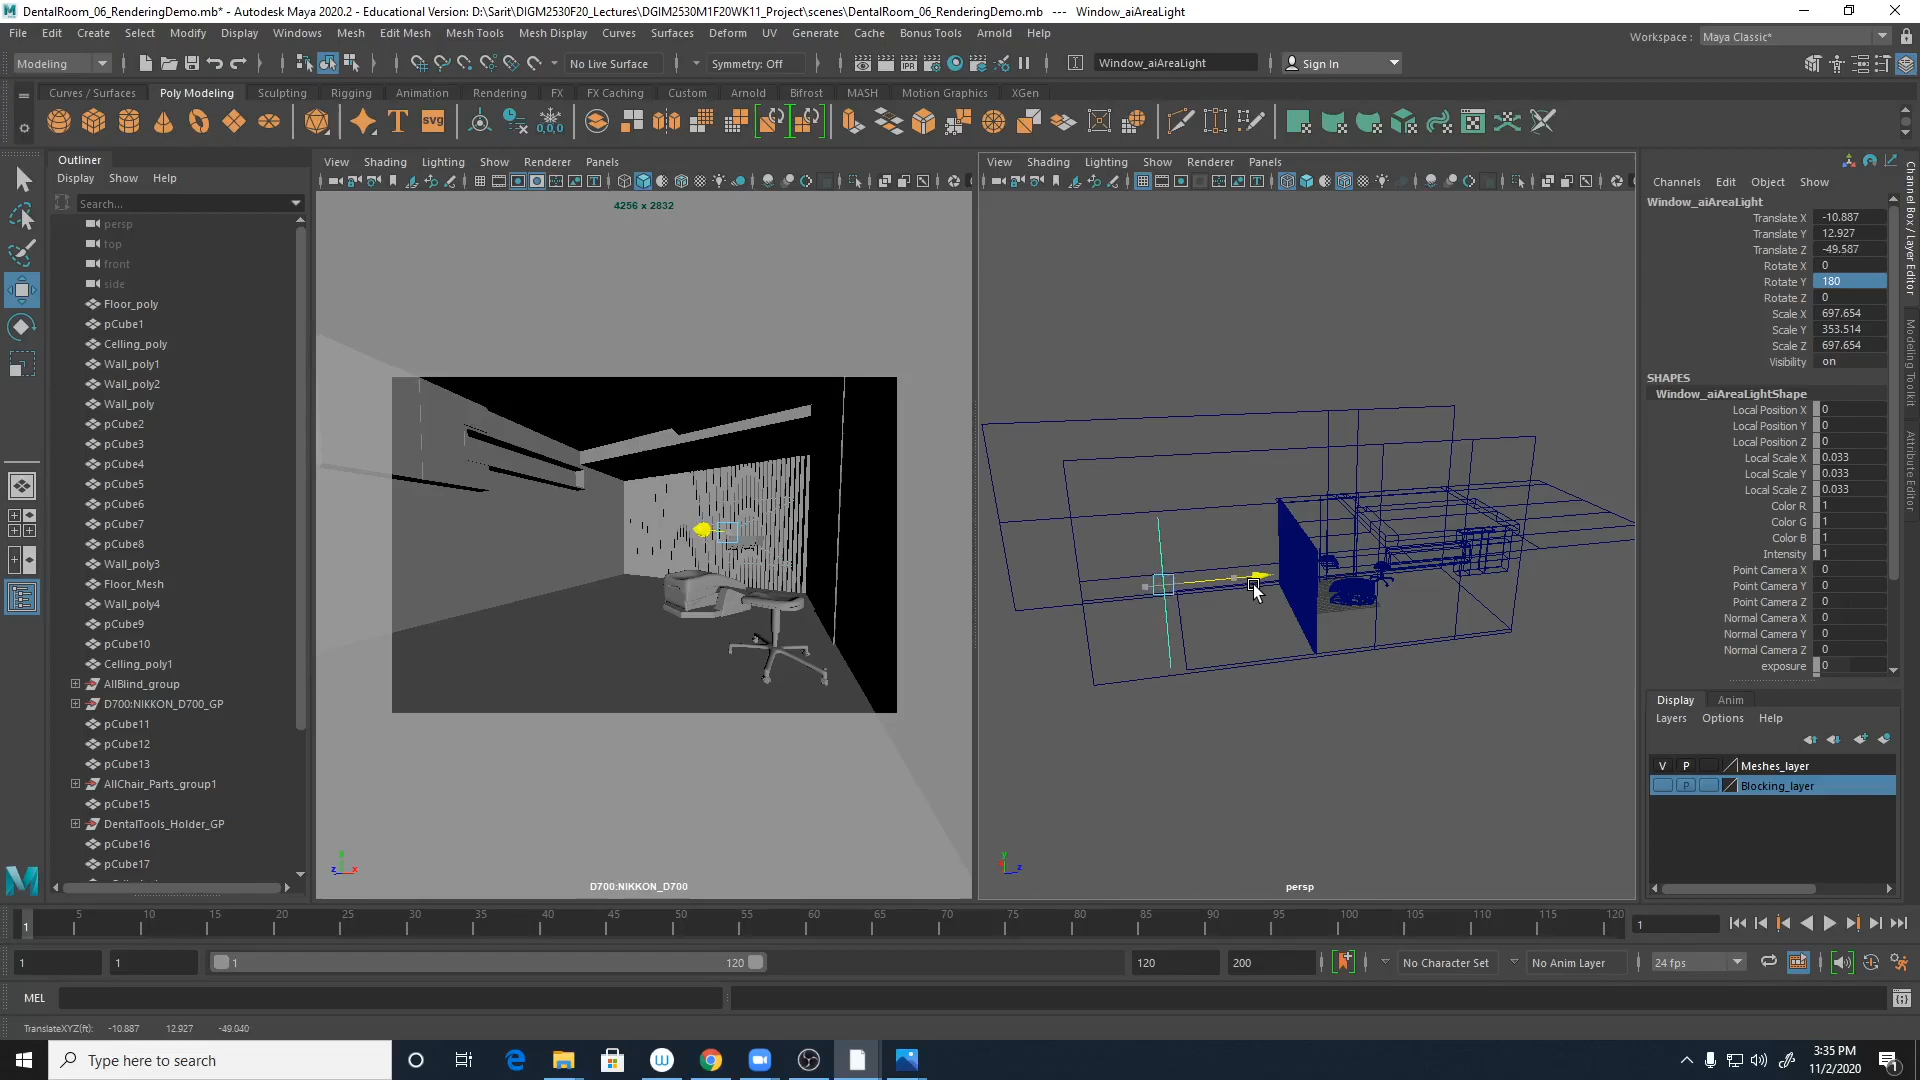 DentalRoom_06_RenderingDemo.mb* - Autodesk Maya 2020.2 - Educational Version: D:\Sarit\DIGM2530F20_Lectures\DGIM2530M1F20WK11_Project\scenes\DentalRoom_06_RenderingDemo.mb --- Window_aiAreaLight
File Edit Create Select Modify Display Windows Mesh Edit Mesh Mesh Tools Mesh Display Curves Surfaces Deform UV Generate Cache Bonus Tools Arnold Help
Workspace : Maya Classic*
Modeling No Live Surface Symmetry: Off Window_aiAreaLight Sign In
Curves / Surfaces Poly Modeling Sculpting Rigging Animation Rendering FX FX Caching Custom Arnold Bifrost MASH Motion Graphics XGen
Outliner
Display Show Help
Search...
persp
top
front
side
Floor_poly
pCube1
Celling_poly
Wall_poly1
Wall_poly2
Wall_poly
pCube2
pCube3
pCube4
pCube5
pCube6
pCube7
pCube8
Wall_poly3
Floor_Mesh
Wall_poly4
pCube9
pCube10
Celling_poly1
AllBlind_group
D700:NIKKON_D700_GP
pCube11
pCube12
pCube13
AllChair_Parts_group1
pCube15
DentalTools_Holder_GP
pCube16
pCube17
View Shading Lighting Show Renderer Panels
4256 x 2832
D700:NIKKON_D700
View Shading Lighting Show Renderer Panels
persp
Channels Edit Object Show
Window_aiAreaLight
Translate X -10.887
Translate Y 12.927
Translate Z -49.587
Rotate X 0
Rotate Y 180
Rotate Z 0
Scale X 697.654
Scale Y 353.514
Scale Z 697.654
Visibility on
SHAPES
Window_aiAreaLightShape
Local Position X 0
Local Position Y 0
Local Position Z 0
Local Scale X 0.033
Local Scale Y 0.033
Local Scale Z 0.033
Color R 1
Color G 1
Color B 1
Intensity 1
Point Camera X 0
Point Camera Y 0
Point Camera Z 0
Normal Camera X 0
Normal Camera Y 0
Normal Camera Z 0
exposure 0
Display Anim
Layers Options Help
V P Meshes_layer
P Blocking_layer
Channel Box / Layer Editor
Modeling Toolkit
Attribute Editor
1 5 10 15 20 25 30 35 40 45 50 55 60 65 70 75 80 85 90 95 100 105 110 115 120 1
1 1 1 120 120 200 No Character Set No Anim Layer 24 fps
MEL
TranslateXYZ(ft): -10.887 12.927 -49.040
Type here to search
3:35 PM
11/2/2020